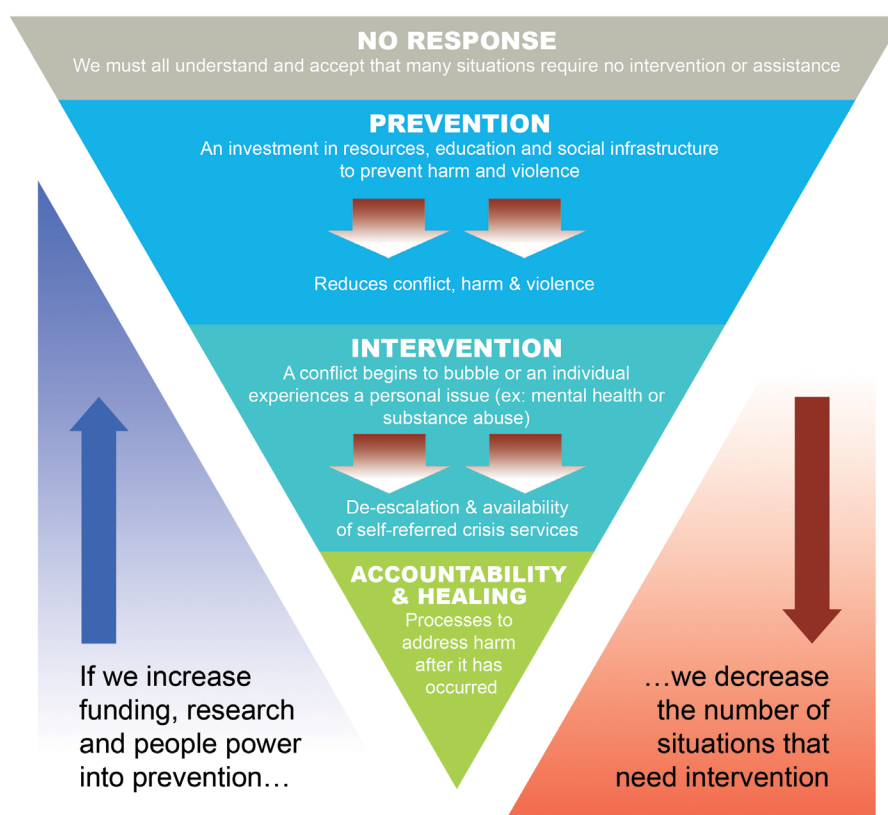 NO RESPONSE
We must all understand and accept that many situations require no intervention or assistance
PREVENTION
An investment in resources, education and social infrastructure
to prevent harm and violence
Reduces conflict, harm & violence
INTERVENTION
A conflict begins to bubble or an individual
experiences a personal issue (ex: mental health or
substance abuse)
De-escalation & availability
of self-referred crisis services
ACCOUNTABILITY
& HEALING
Processes to
address harm
after it has
occurred
If we increase
funding, research
and people power
into prevention…
…we decrease
the number of
situations that
need intervention